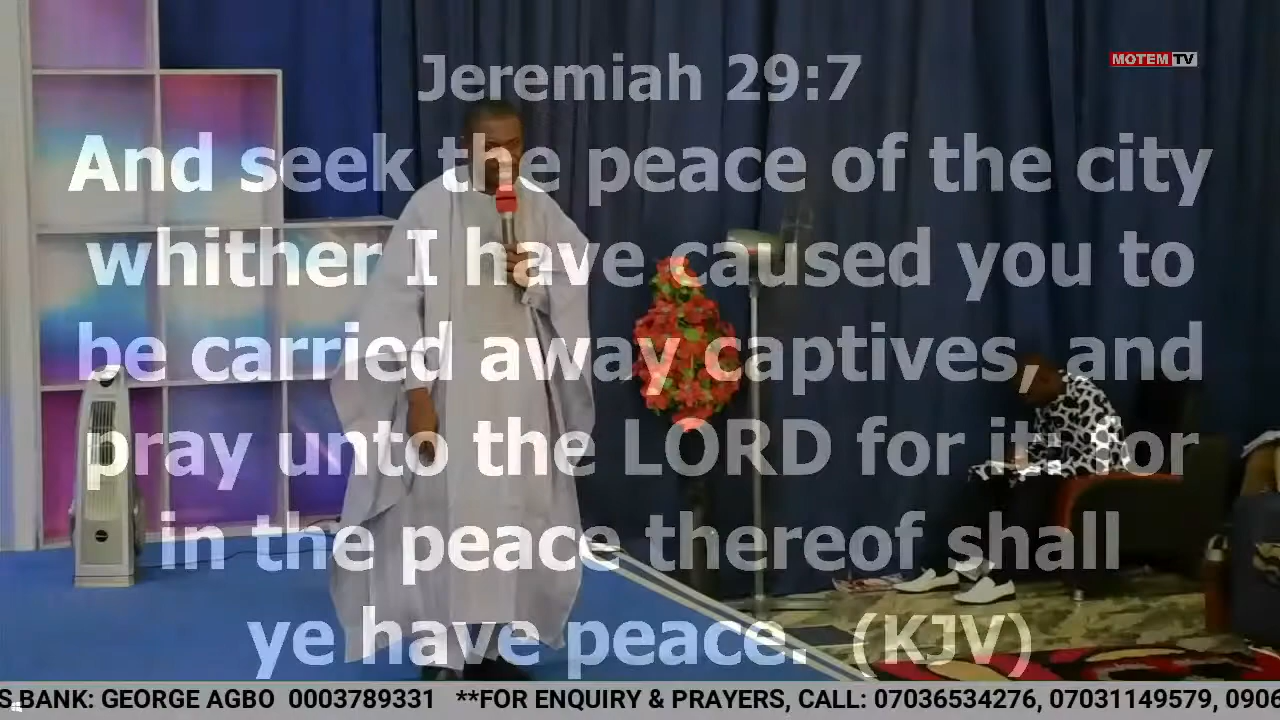 MOTEM TV
Jeremiah 29:7
And seek the peace of the city
whither I have caused you to
be carried away captives, and
pray unto the LORD for it: for
in the peace thereof shall
ye have peace. (KJV)
BANK: GEORGE AGBO 0003789331 **FOR ENQUIRY & PRAYERS, CALL: 07036534276, 07031149579,